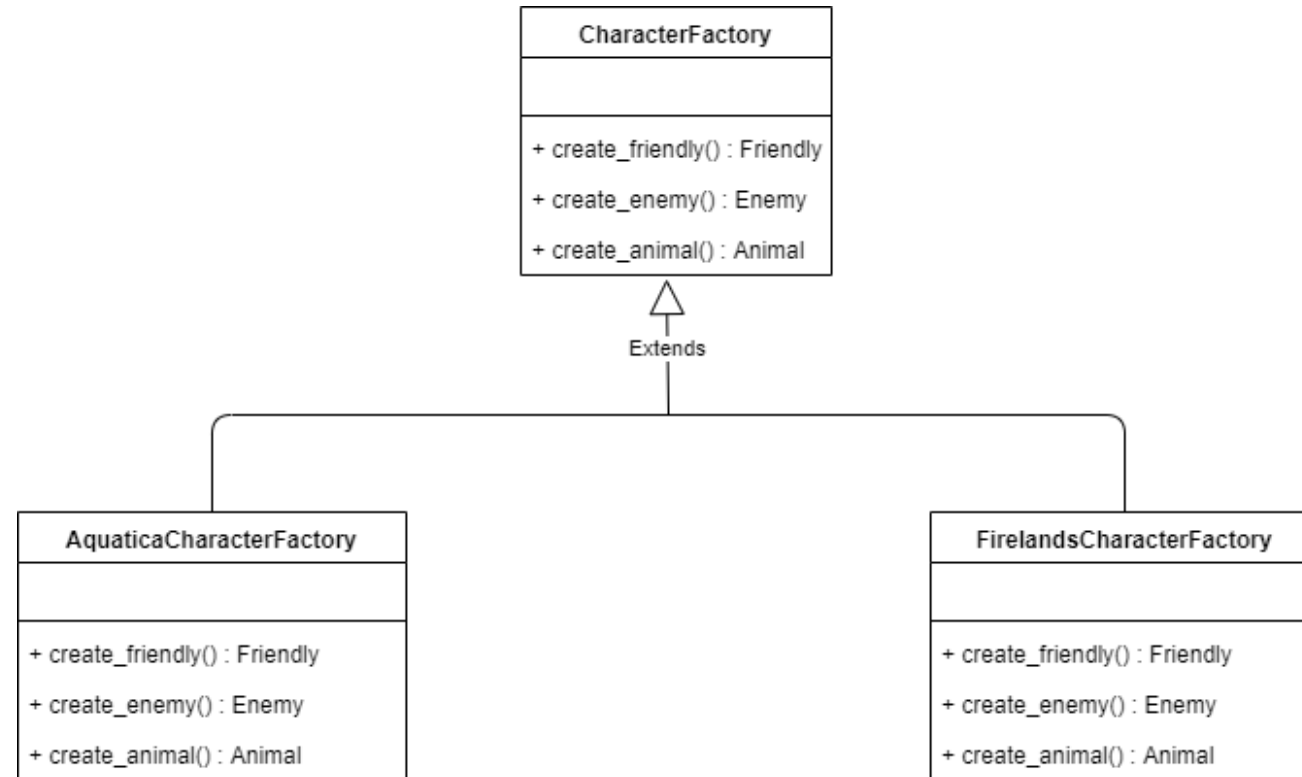 CharacterFactory
+ create_friendly() : Friendly
+ create_enemy() : Enemy
+ create_animal() : Animal
Extends
AquaticaCharacterFactory
+ create_friendly() : Friendly
+ create_enemy() : Enemy
+ create_animal() : Animal
FirelandsCharacterFactory
+ create_friendly() : Friendly
+ create_enemy() : Enemy
+ create_animal() : Animal